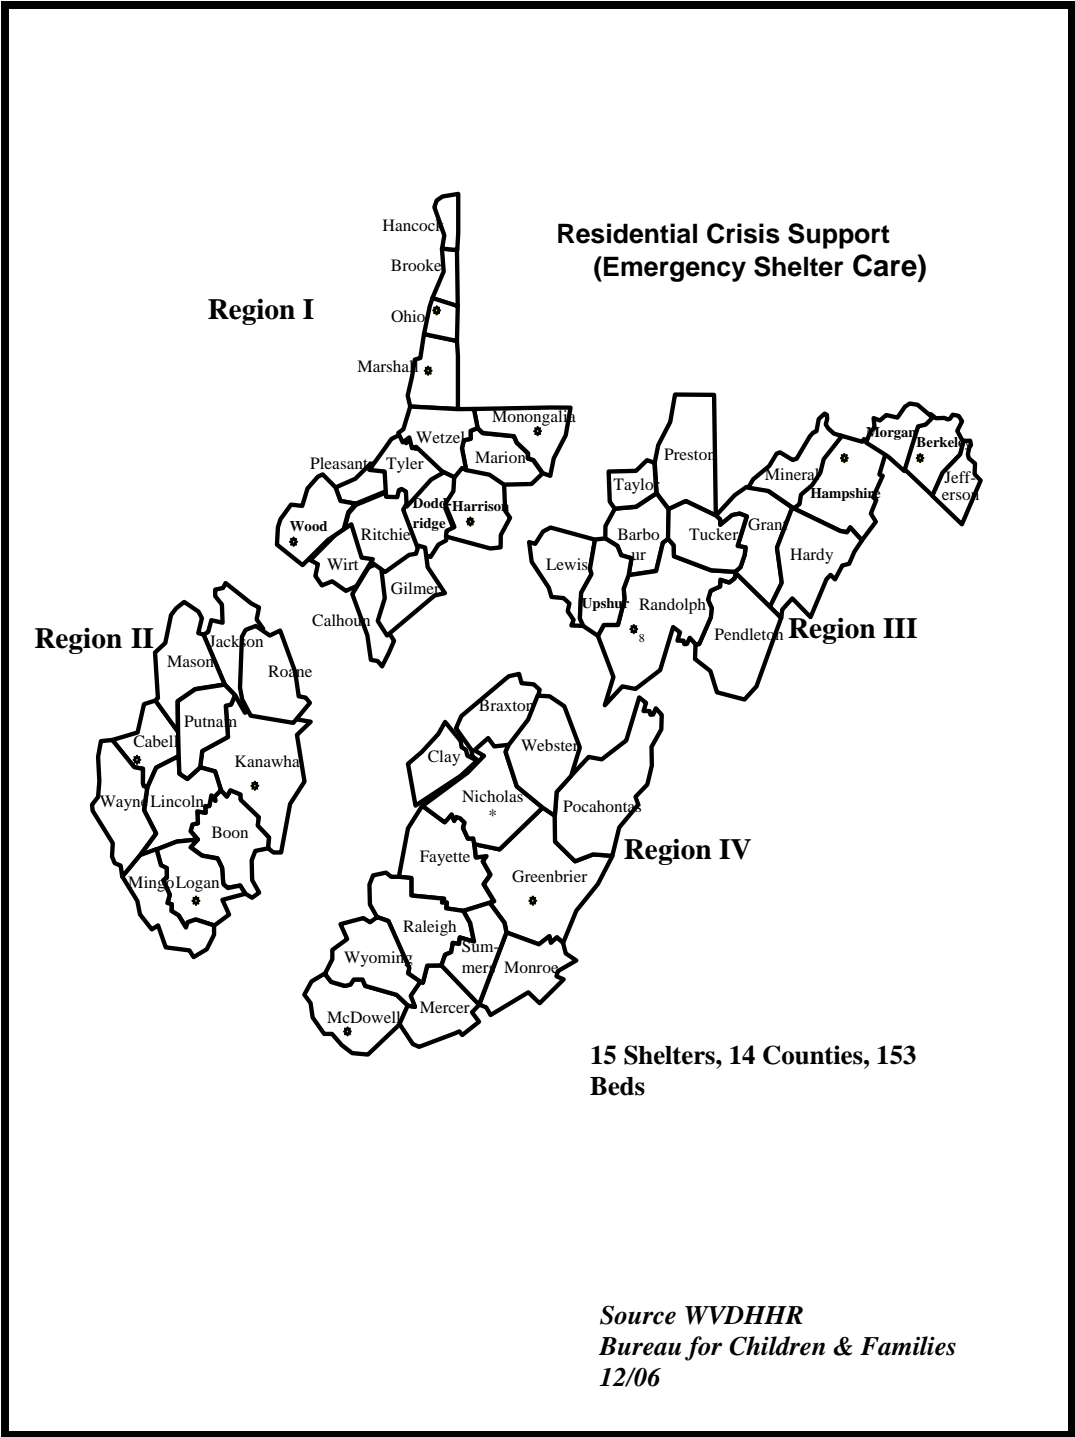 Hancock
Residential Crisis Support
(Emergency Shelter Care)
Brooke
Region I
Ohio
Marshall
Monongalia
Wetzel
Marion
Pleasants
Tyler
Dodd-
ridge
Harrison
Wood
Ritchie
Wirt
Gilmer
Calhoun
Preston
Taylor
Mineral
Morgan
Berkeley
Jeff-
erson
Hampshire
Grant
Barbo
ur
Tucker
Hardy
Lewis
Upshur
Randolph
8
Pendleton
Region III
Region II
Jackson
Mason
Roane
Putnam
Cabell
Kanawha
Wayne
Lincoln
Boon
Mingo
Logan
Braxton
Webster
Clay
Nicholas
*
Pocahontas
Region IV
Fayette
Greenbrier
Raleigh
Sum-
mers
Wyoming
Monroe
Mercer
McDowell
15 Shelters, 14 Counties, 153
Beds
Source WVDHHR
Bureau for Children & Families
12/06